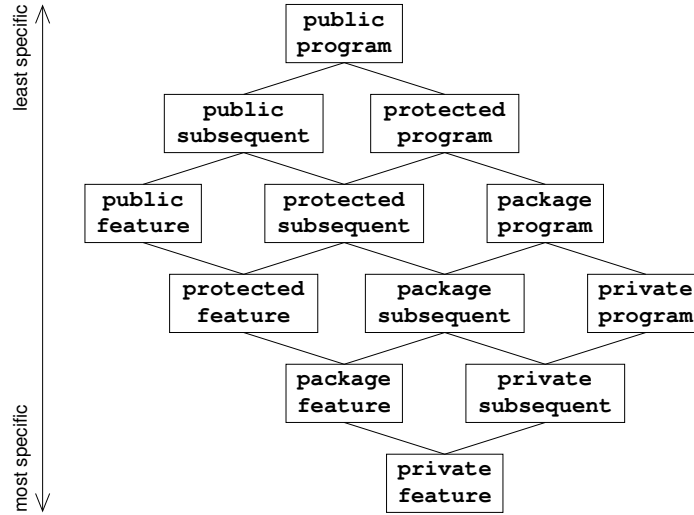 least specific
public
program
public
subsequent
protected
program
public
feature
protected
subsequent
package
program
protected
feature
package
subsequent
private
program
package
feature
private
subsequent
private
feature
most specific